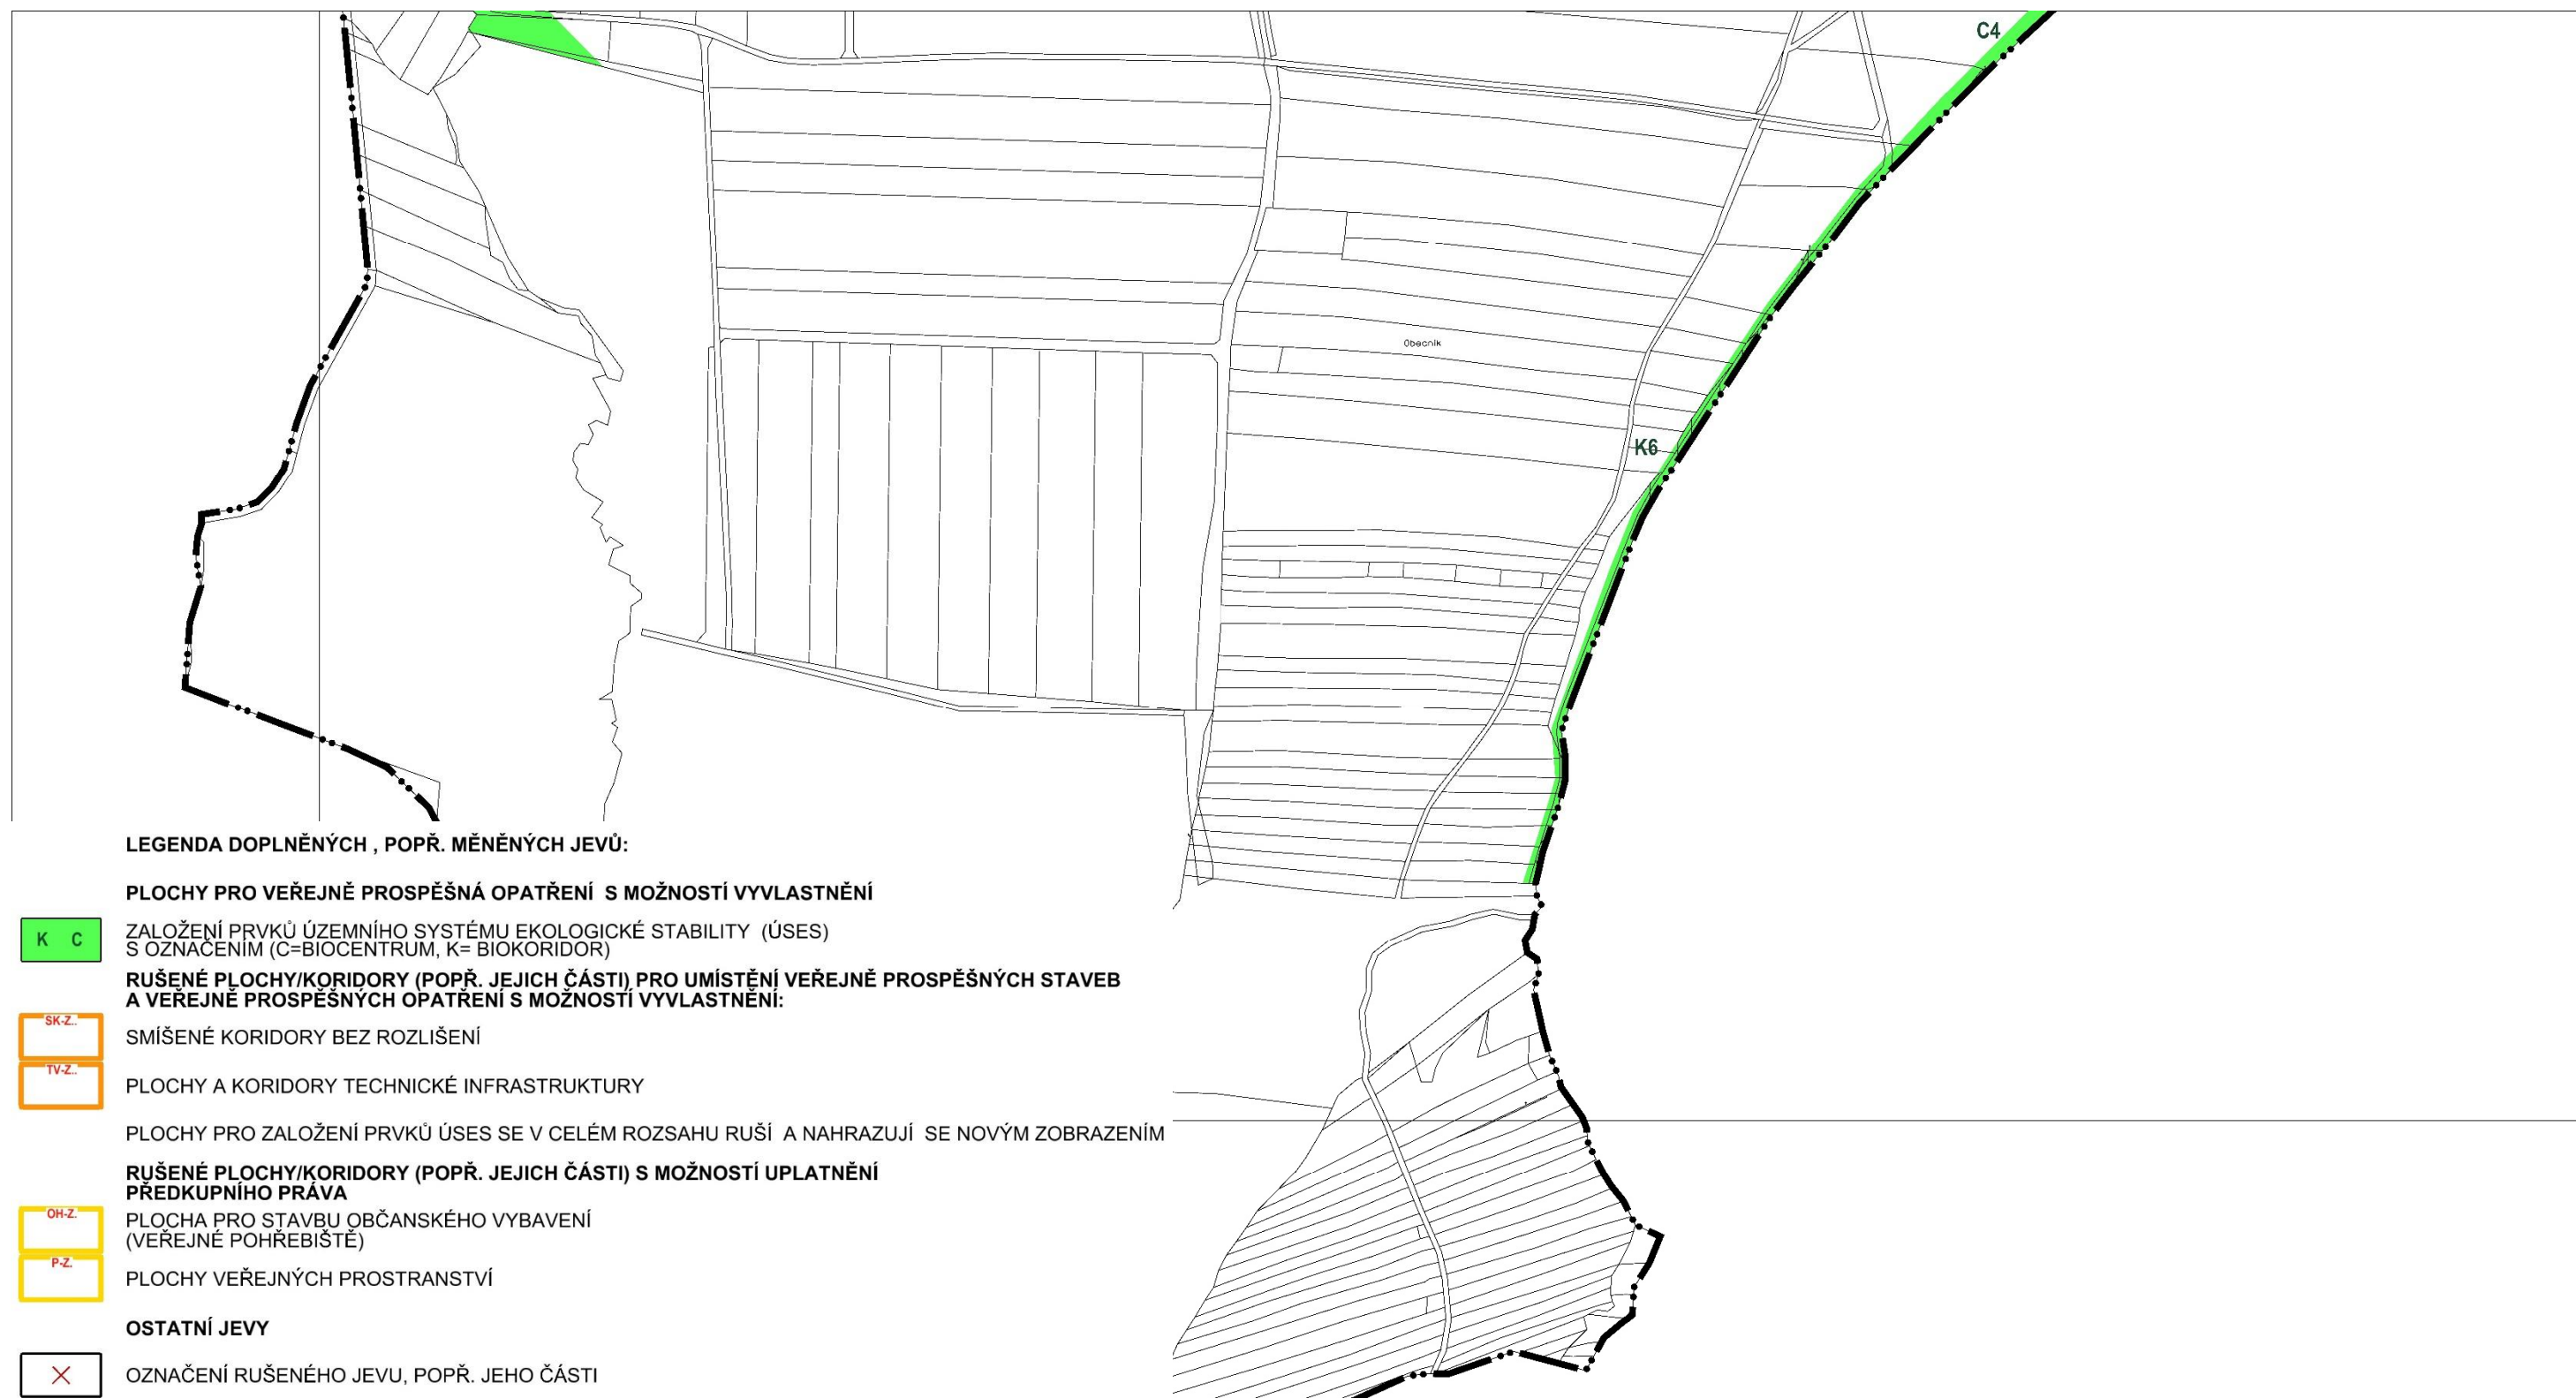 C4
Obecník
K6
LEGENDA DOPLNĚNÝCH , POPŘ. MĚNĚNÝCH JEVŮ:
PLOCHY PRO VEŘEJNĚ PROSPĚŠNÁ OPATŘENÍ S MOŽNOSTÍ VYVLASTNĚNÍ
K C
ZALOŽENÍ PRVKŮ ÚZEMNÍHO SYSTÉMU EKOLOGICKÉ STABILITY (ÚSES)
S OZNAČENÍM (C=BIOCENTRUM, K= BIOKORIDOR)
RUŠENÉ PLOCHY/KORIDORY (POPŘ. JEJICH ČÁSTI) PRO UMÍSTĚNÍ VEŘEJNĚ PROSPĚŠNÝCH STAVEB
A VEŘEJNĚ PROSPĚŠNÝCH OPATŘENÍ S MOŽNOSTÍ VYVLASTNĚNÍ:
SK-Z..
SMÍŠENÉ KORIDORY BEZ ROZLIŠENÍ
TV-Z..
PLOCHY A KORIDORY TECHNICKÉ INFRASTRUKTURY
PLOCHY PRO ZALOŽENÍ PRVKŮ ÚSES SE V CELÉM ROZSAHU RUŠÍ A NAHRAZUJÍ SE NOVÝM ZOBRAZENÍM
RUŠENÉ PLOCHY/KORIDORY (POPŘ. JEJICH ČÁSTI) S MOŽNOSTÍ UPLATNĚNÍ
PŘEDKUPNÍHO PRÁVA
OH-Z.
PLOCHA PRO STAVBU OBČANSKÉHO VYBAVENÍ
(VEŘEJNÉ POHŘEBIŠTĚ)
P-Z.
PLOCHY VEŘEJNÝCH PROSTRANSTVÍ
OSTATNÍ JEVY
OZNAČENÍ RUŠENÉHO JEVU, POPŘ. JEHO ČÁSTI